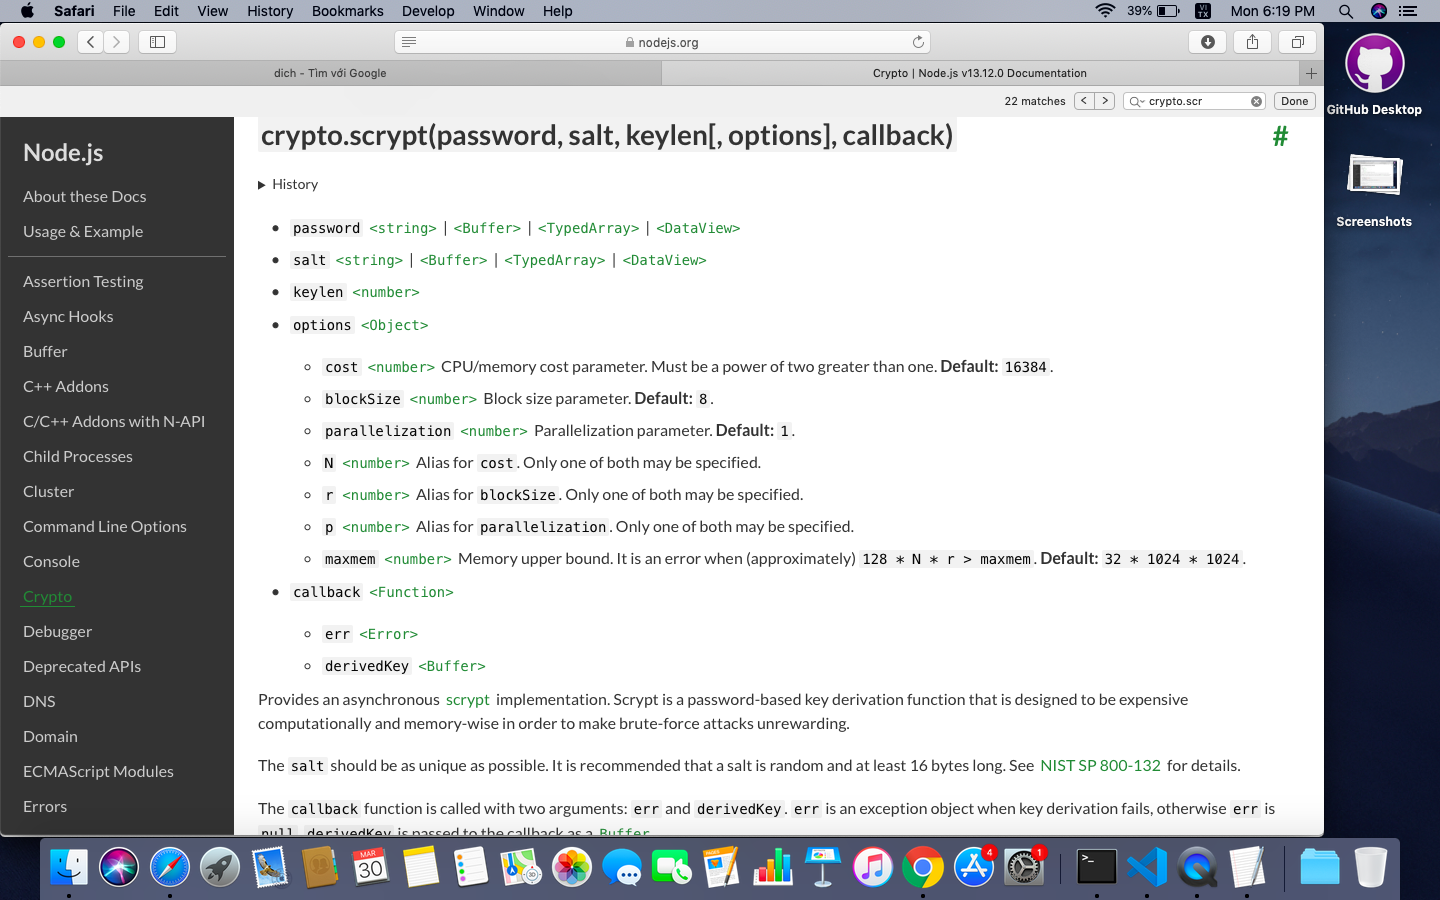 Safari File Edit View History Bookmarks Develop Window Help 39% VI TX Mon 6:19 PM
nodejs.org
dich - Tìm với Google
Crypto | Node.js v13.12.0 Documentation
22 matches crypto.scr Done
GitHub Desktop
Screenshots
Node.js
About these Docs
Usage & Example
Assertion Testing
Async Hooks
Buffer
C++ Addons
C/C++ Addons with N-API
Child Processes
Cluster
Command Line Options
Console
Crypto
Debugger
Deprecated APIs
DNS
Domain
ECMAScript Modules
Errors
crypto.scrypt(password, salt, keylen[, options], callback) #
History
password <string> | <Buffer> | <TypedArray> | <DataView>
salt <string> | <Buffer> | <TypedArray> | <DataView>
keylen <number>
options <Object>
cost <number> CPU/memory cost parameter. Must be a power of two greater than one. Default: 16384.
blockSize <number> Block size parameter. Default: 8.
parallelization <number> Parallelization parameter. Default: 1.
N <number> Alias for cost. Only one of both may be specified.
r <number> Alias for blockSize. Only one of both may be specified.
p <number> Alias for parallelization. Only one of both may be specified.
maxmem <number> Memory upper bound. It is an error when (approximately) 128 * N * r > maxmem. Default: 32 * 1024 * 1024.
callback <Function>
err <Error>
derivedKey <Buffer>
Provides an asynchronous scrypt implementation. Scrypt is a password-based key derivation function that is designed to be expensive
computationally and memory-wise in order to make brute-force attacks unrewarding.
The salt should be as unique as possible. It is recommended that a salt is random and at least 16 bytes long. See NIST SP 800-132 for details.
The callback function is called with two arguments: err and derivedKey. err is an exception object when key derivation fails, otherwise err is
null. derivedKey is passed to the callback as a Buffer.
MAR
30
4
1